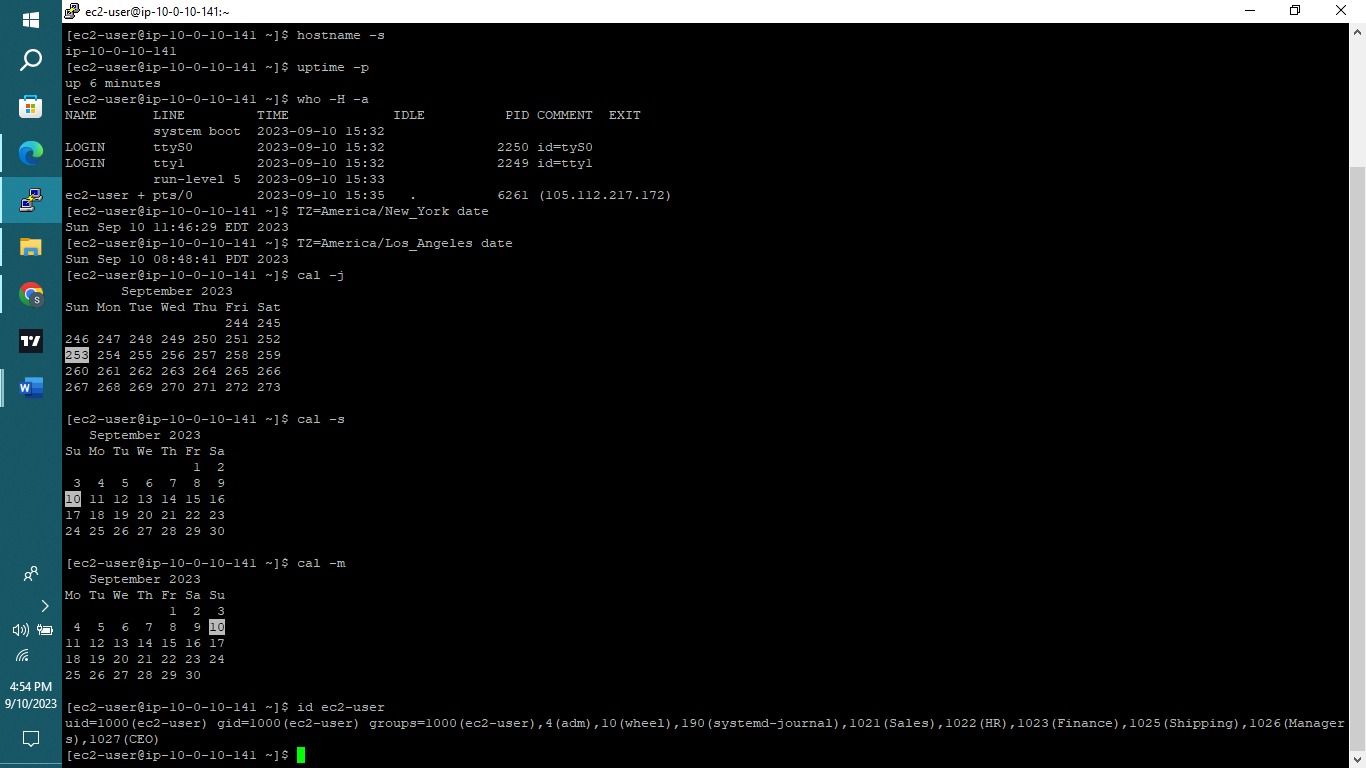 ec2-user@ip-10-0-10-141:~
[ec2-user@ip-10-0-10-141 ~]$ hostname -s
ip-10-0-10-141
[ec2-user@ip-10-0-10-141 ~]$ uptime -p
up 6 minutes
[ec2-user@ip-10-0-10-141 ~]$ who -H -a
NAME       LINE         TIME             IDLE          PID COMMENT  EXIT
           system boot  2023-09-10 15:32
LOGIN      ttyS0        2023-09-10 15:32              2250 id=tyS0
LOGIN      tty1         2023-09-10 15:32              2249 id=tty1
           run-level 5  2023-09-10 15:33
ec2-user + pts/0        2023-09-10 15:35   .          6261 (105.112.217.172)
[ec2-user@ip-10-0-10-141 ~]$ TZ=America/New_York date
Sun Sep 10 11:46:29 EDT 2023
[ec2-user@ip-10-0-10-141 ~]$ TZ=America/Los_Angeles date
Sun Sep 10 08:48:41 PDT 2023
[ec2-user@ip-10-0-10-141 ~]$ cal -j
       September 2023
Sun Mon Tue Wed Thu Fri Sat
                    244 245
246 247 248 249 250 251 252
253 254 255 256 257 258 259
260 261 262 263 264 265 266
267 268 269 270 271 272 273
[ec2-user@ip-10-0-10-141 ~]$ cal -s
   September 2023
Su Mo Tu We Th Fr Sa
                1  2
 3  4  5  6  7  8  9
10 11 12 13 14 15 16
17 18 19 20 21 22 23
24 25 26 27 28 29 30
[ec2-user@ip-10-0-10-141 ~]$ cal -m
   September 2023
Mo Tu We Th Fr Sa Su
             1  2  3
 4  5  6  7  8  9 10
11 12 13 14 15 16 17
18 19 20 21 22 23 24
25 26 27 28 29 30
[ec2-user@ip-10-0-10-141 ~]$ id ec2-user
uid=1000(ec2-user) gid=1000(ec2-user) groups=1000(ec2-user),4(adm),10(wheel),190(systemd-journal),1021(Sales),1022(HR),1023(Finance),1025(Shipping),1026(Manager
s),1027(CEO)
[ec2-user@ip-10-0-10-141 ~]$
4:54 PM
9/10/2023